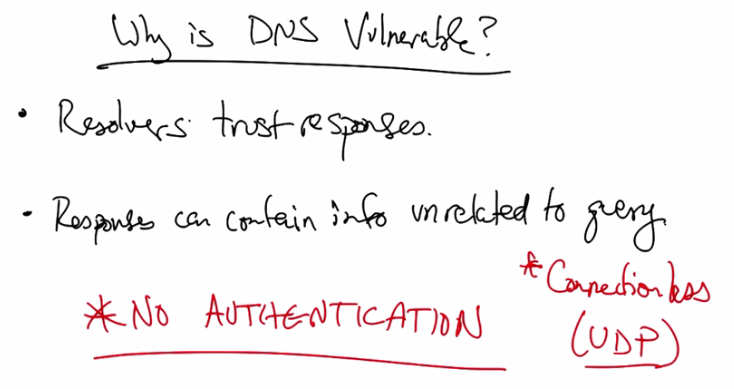 Why is DNS Vulnerable?
• Resolvers trust responses.
• Responses can contain info unrelated to query
* NO AUTHENTICATION
* Connectionless
(UDP)